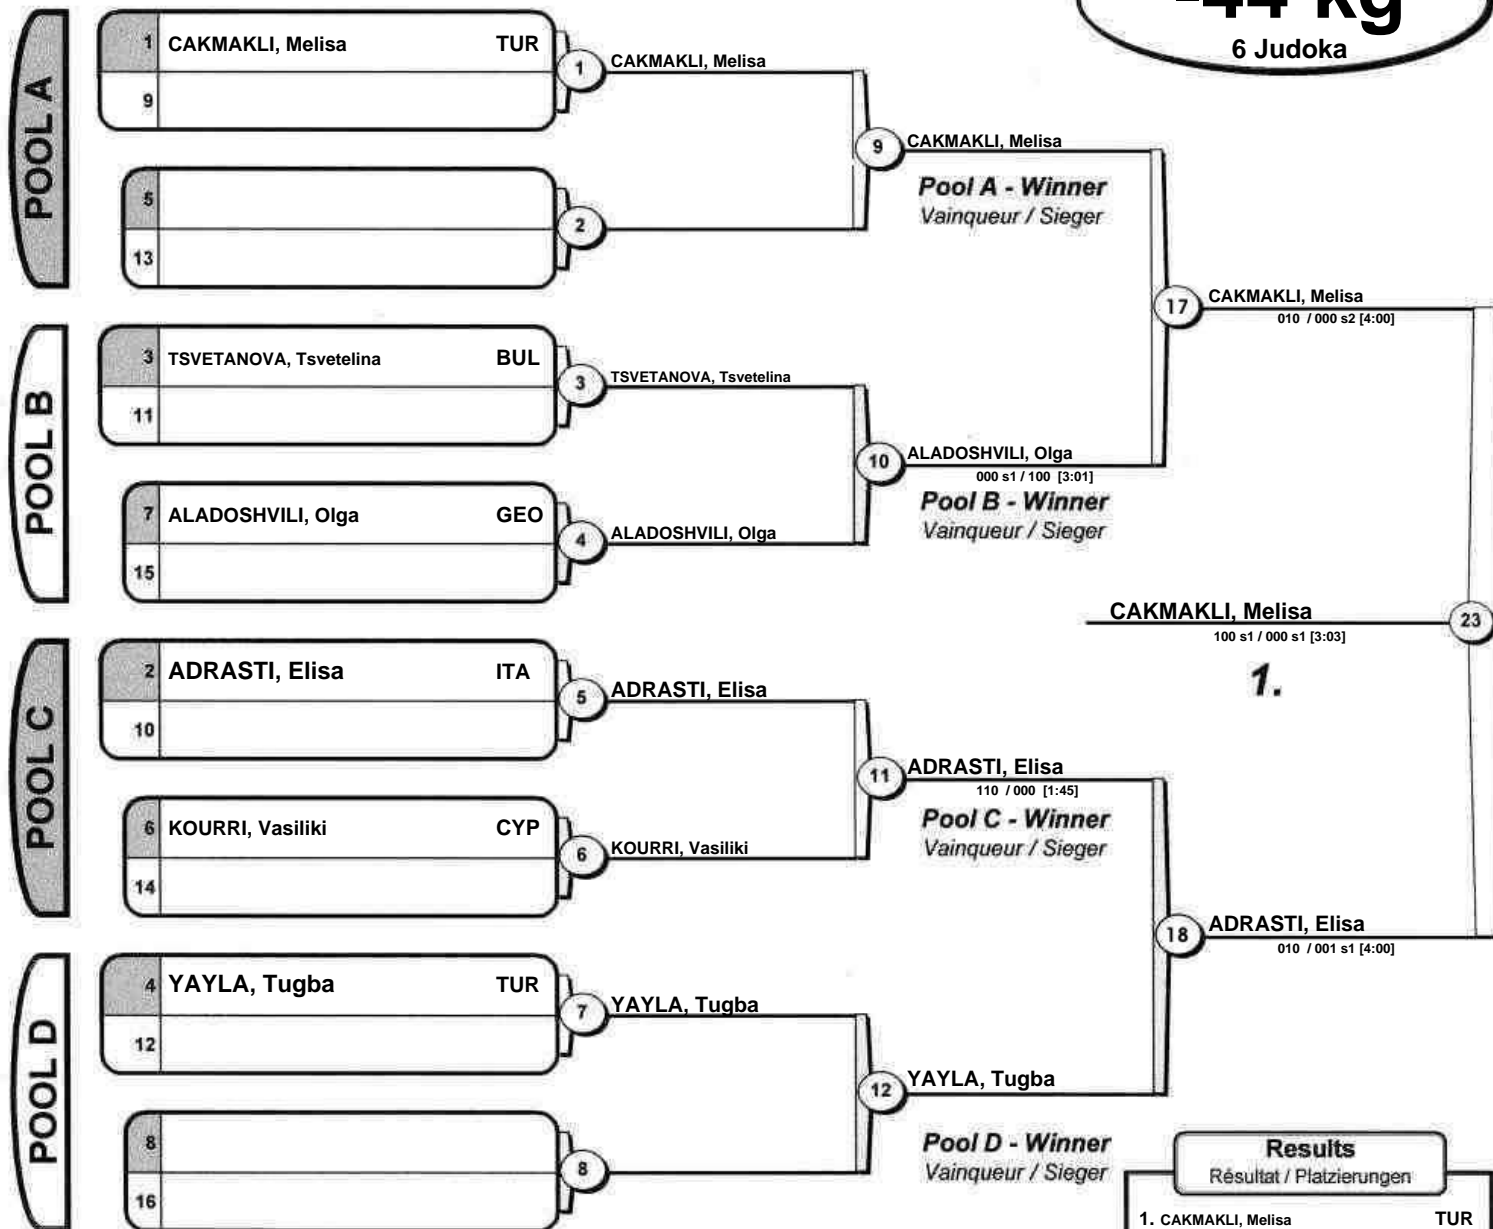 -44 kg
6 Judoka
POOL A
1 CAKMAKLI, Melisa TUR
9
1 CAKMAKLI, Melisa
5
13
2
9 CAKMAKLI, Melisa
Pool A - Winner
Vainqueur / Sieger
17 CAKMAKLI, Melisa
010 / 000 s2 [4:00]
POOL B
3 TSVETANOVA, Tsvetelina BUL
11
3 TSVETANOVA, Tsvetelina
7 ALADOSHVILI, Olga GEO
15
4 ALADOSHVILI, Olga
10 ALADOSHVILI, Olga
000 s1 / 100 [3:01]
Pool B - Winner
Vainqueur / Sieger
CAKMAKLI, Melisa 23
100 s1 / 000 s1 [3:03]
1.
POOL C
2 ADRASTI, Elisa ITA
10
5 ADRASTI, Elisa
6 KOURRI, Vasiliki CYP
14
6 KOURRI, Vasiliki
11 ADRASTI, Elisa
110 / 000 [1:45]
Pool C - Winner
Vainqueur / Sieger
18 ADRASTI, Elisa
010 / 001 s1 [4:00]
POOL D
4 YAYLA, Tugba TUR
12
7 YAYLA, Tugba
8
16
8
12 YAYLA, Tugba
Pool D - Winner
Vainqueur / Sieger
Results
Résultat / Platzierungen
1. CAKMAKLI, Melisa TUR